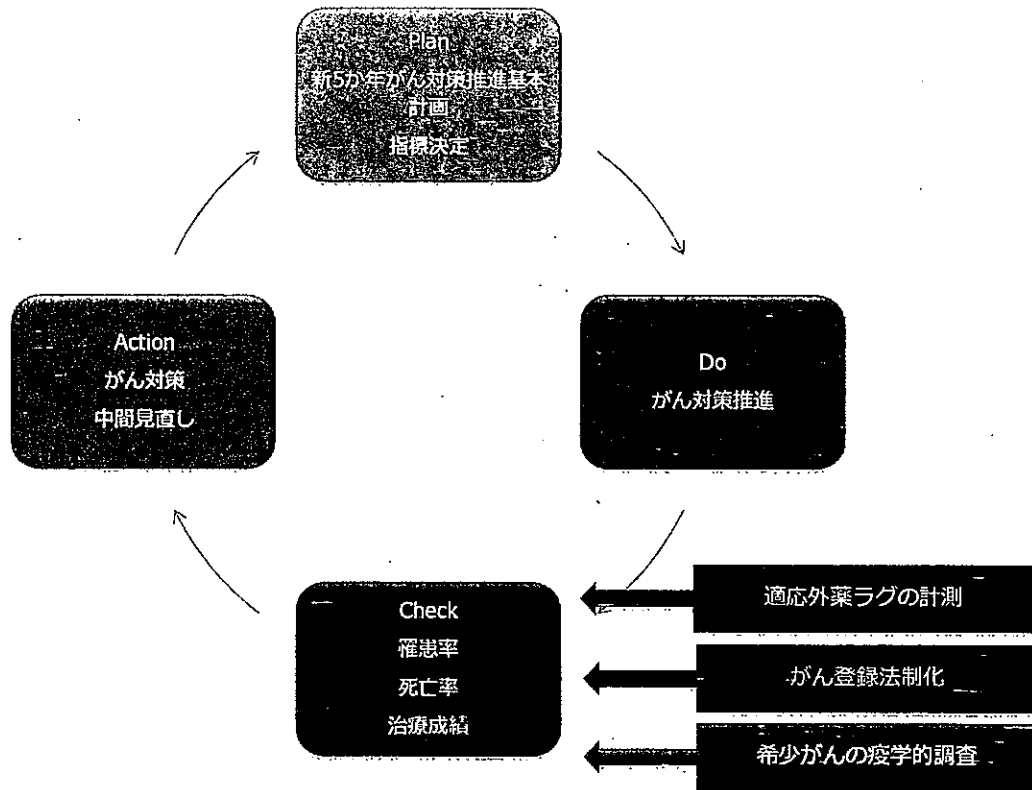 Plan
新5か年がん対策推進基本
計画
指標決定
Do
がん対策推進
Action
がん対策
中間見直し
Check
罹患率
死亡率
治療成績
適応外薬ラグの計測
がん登録法制化
希少がんの疫学的調査